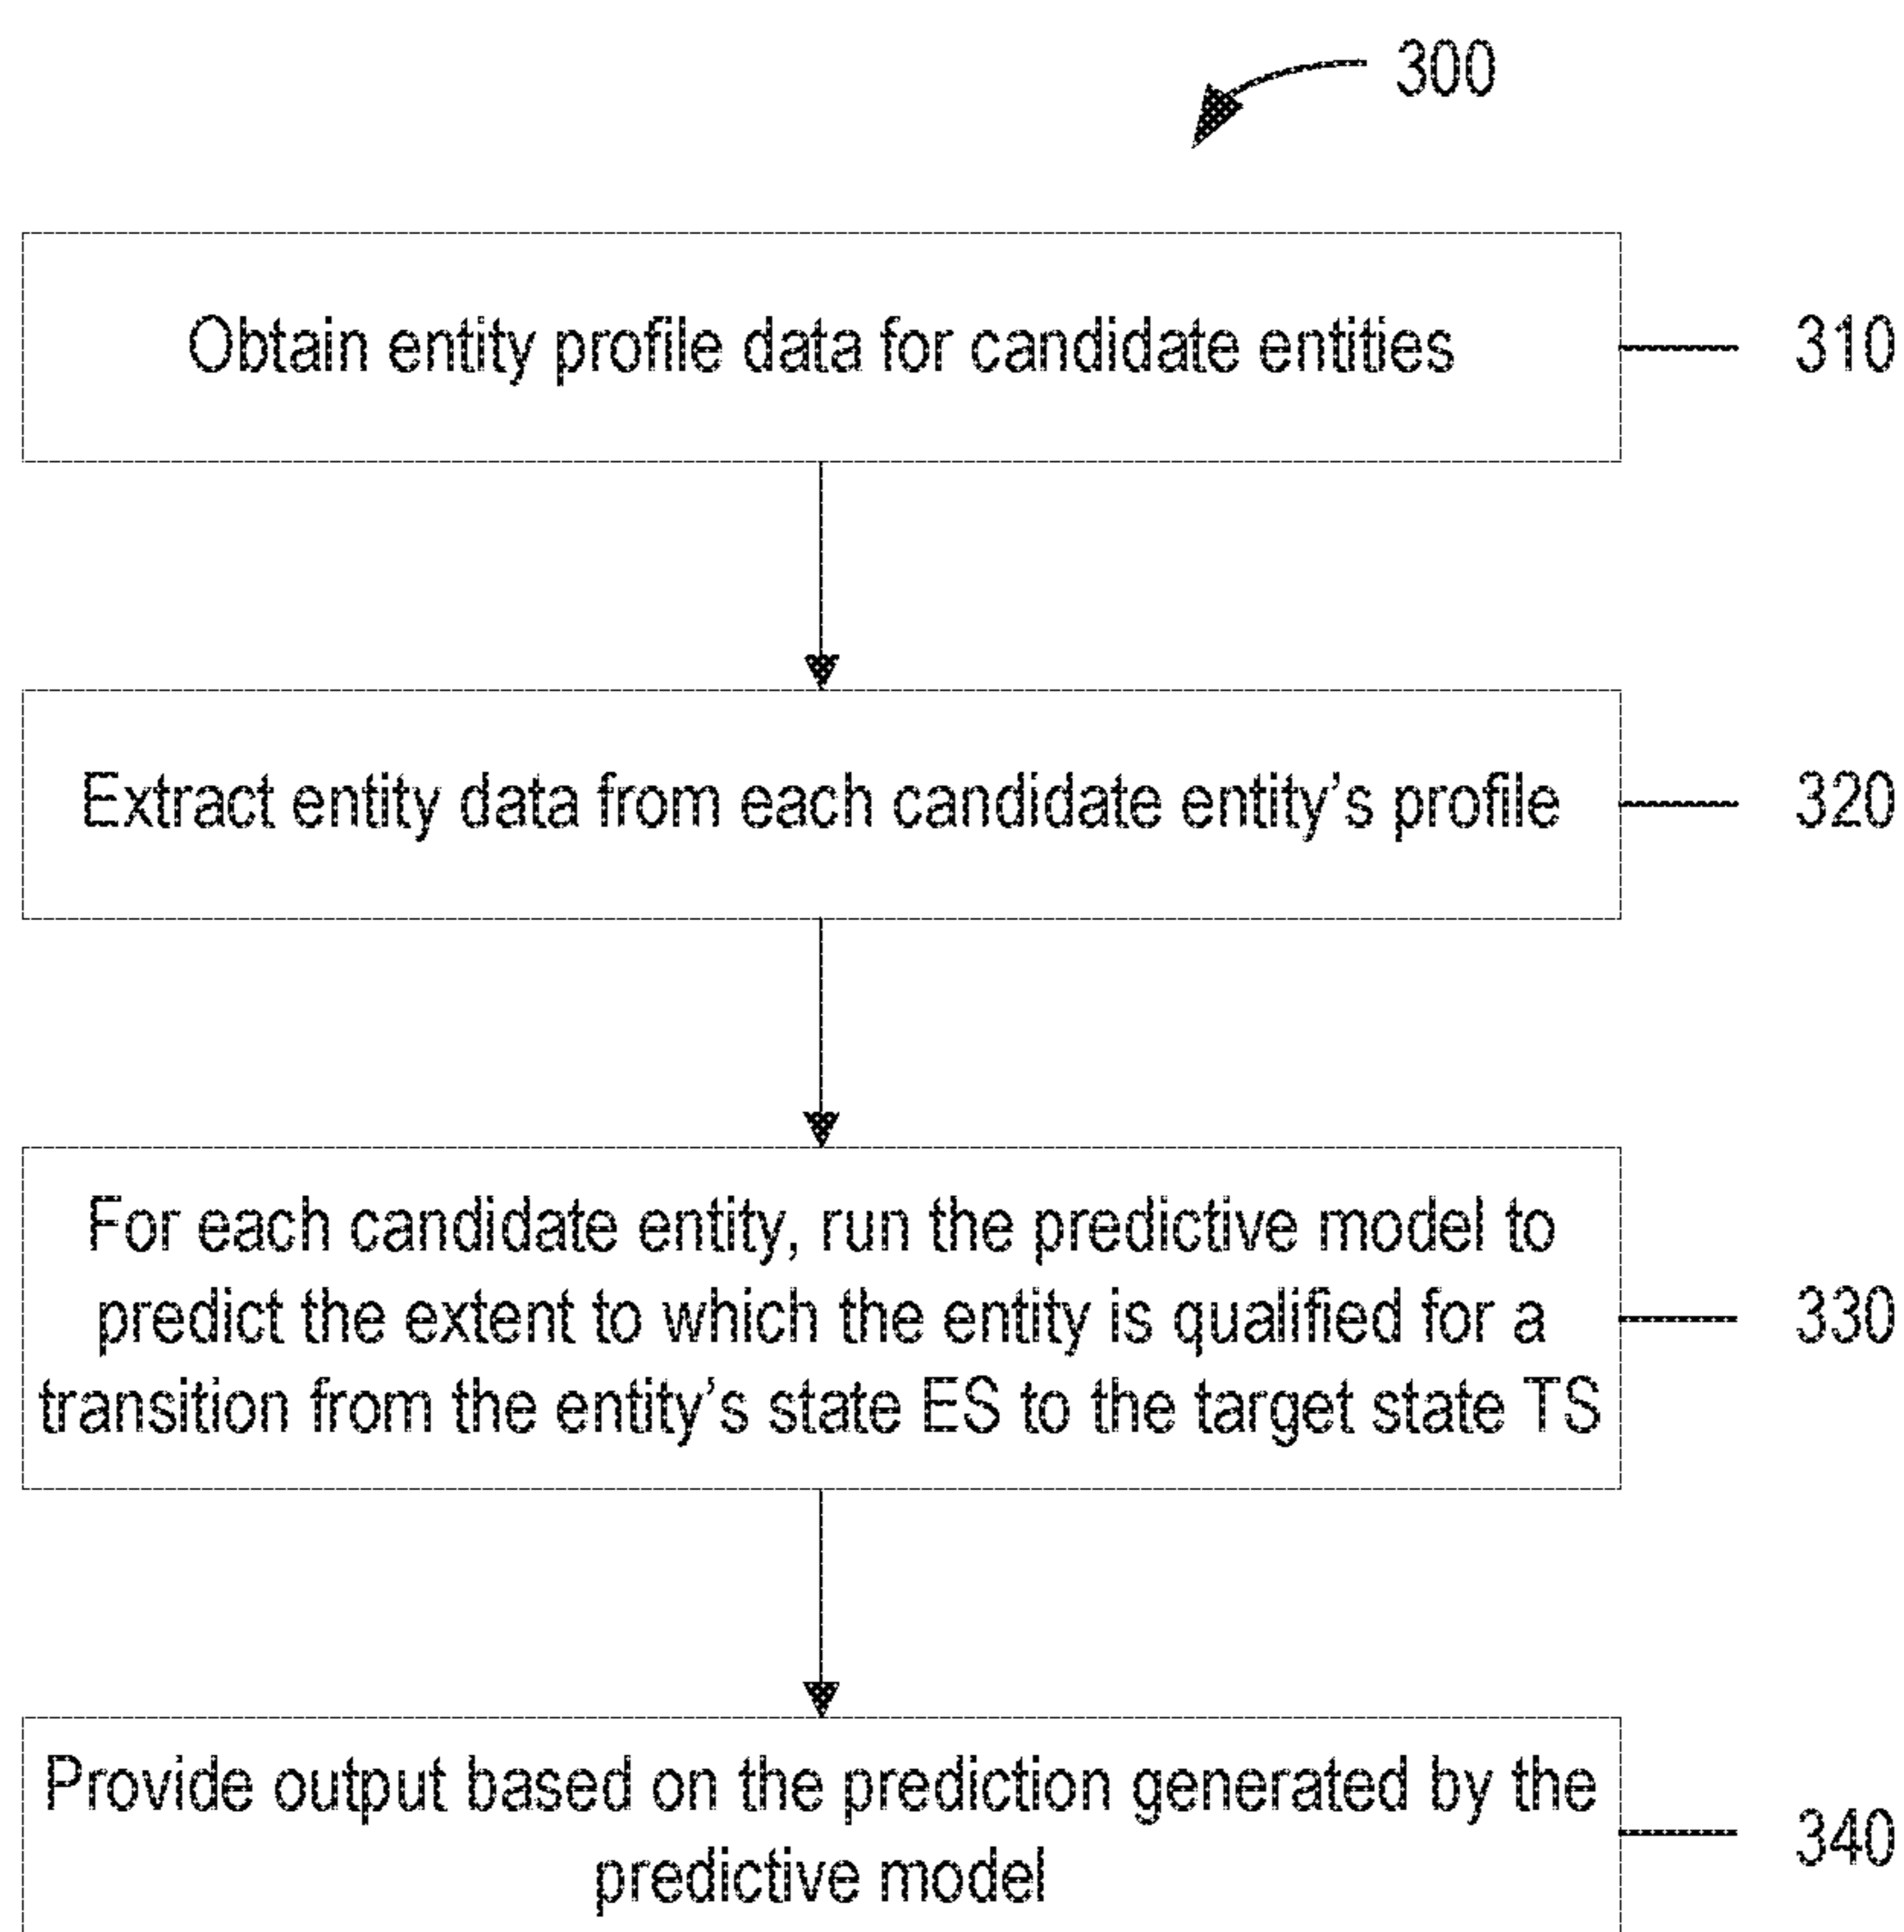 300
Obtain entity profile data for candidate entities
310
Extract entity data from each candidate entity’s profile
320
For each candidate entity, run the predictive model to
predict the extent to which the entity is qualified for a
transition from the entity’s state ES to the target state TS
330
Provide output based on the prediction generated by the
predictive model
340